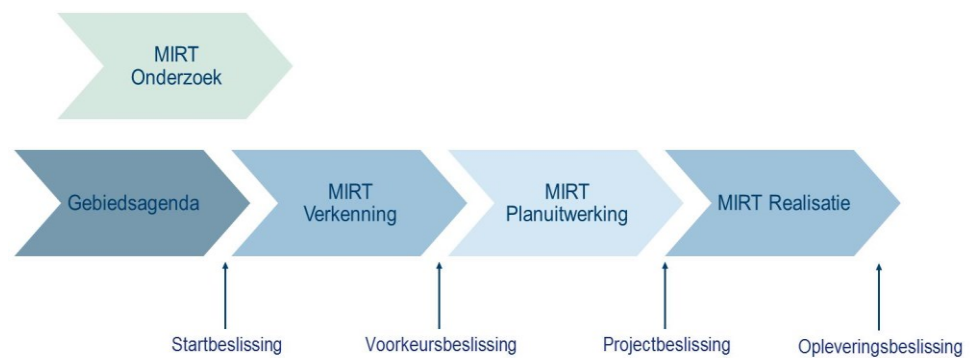 MIRT
Onderzoek
Gebiedsagenda
MIRT
Verkenning
MIRT
Planuitwerking
MIRT Realisatie
Startbeslissing
Voorkeursbeslissing
Projectbeslissing
Opleveringsbeslissing